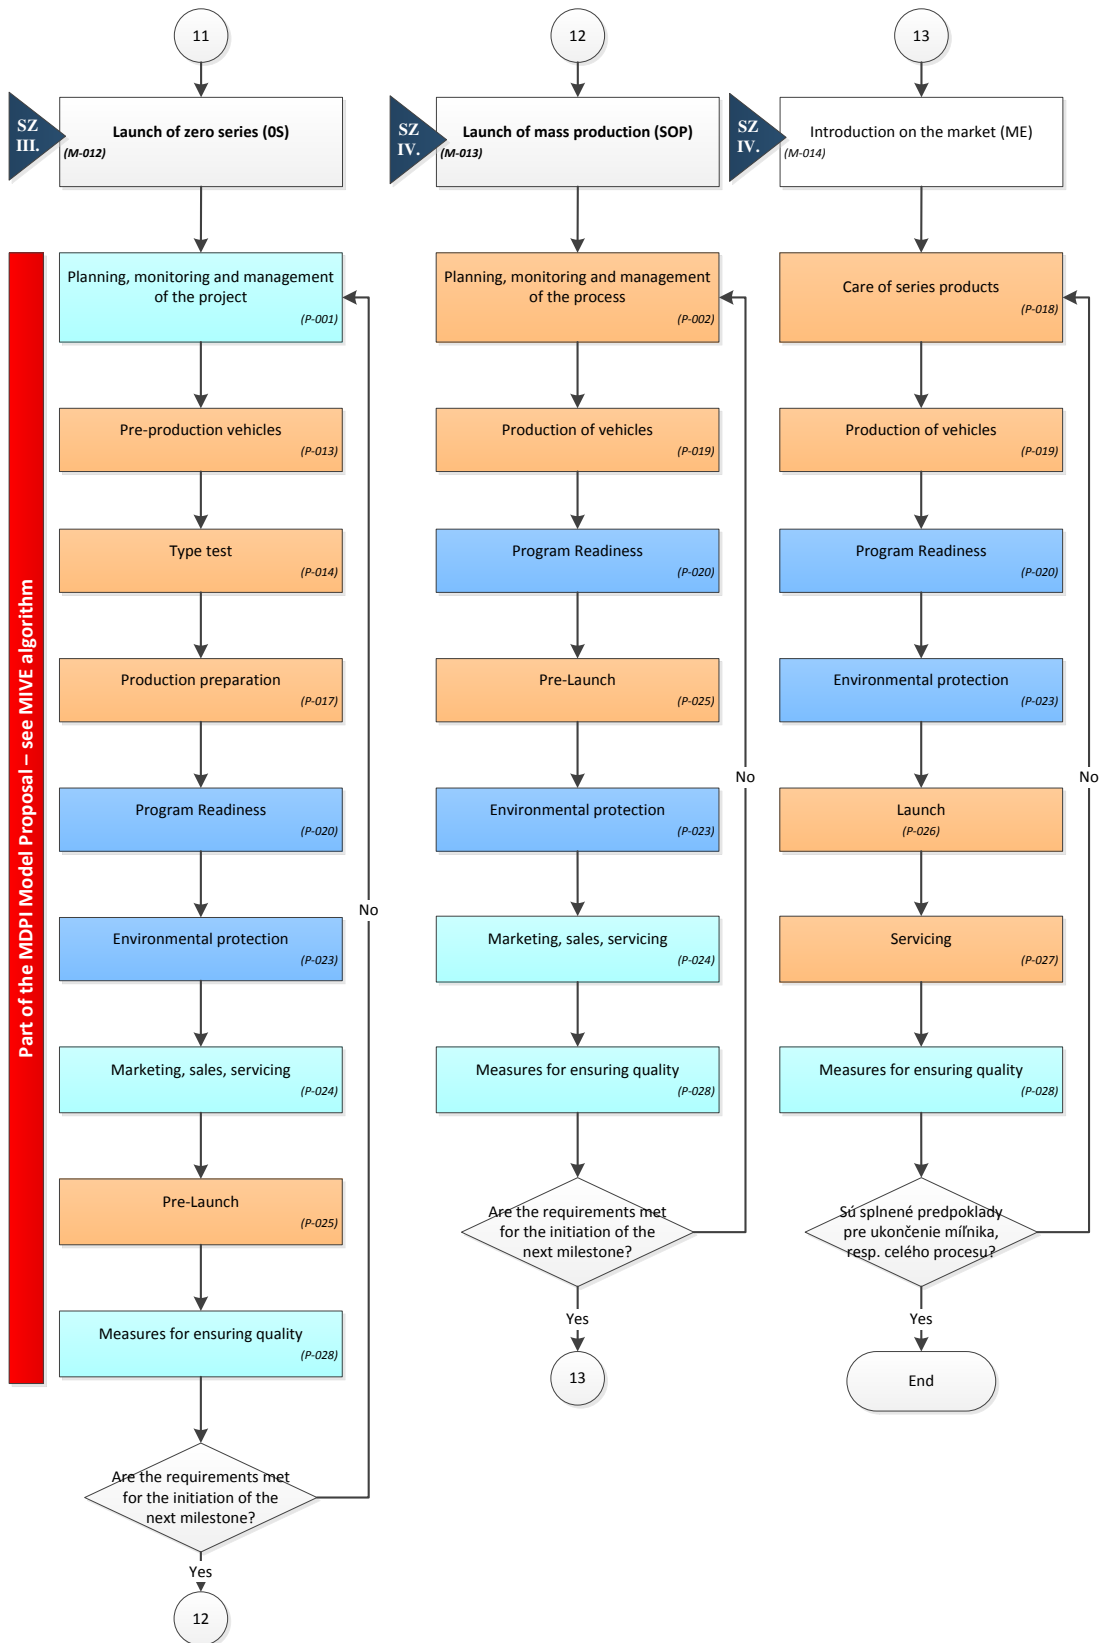 11
SZ
III.
Launch of zero series (0S)
(M-012)
Part of the MDPI Model Proposal – see MIVE algorithm
Planning, monitoring and management
of the project
(P-001)
Pre-production vehicles
(P-013)
Type test
(P-014)
Production preparation
(P-017)
Program Readiness
(P-020)
Environmental protection
(P-023)
Marketing, sales, servicing
(P-024)
Pre-Launch
(P-025)
Measures for ensuring quality
(P-028)
Are the requirements met
for the initiation of the
next milestone?
No
Yes
12
12
SZ
IV.
Launch of mass production (SOP)
(M-013)
Planning, monitoring and management
of the process
(P-002)
Production of vehicles
(P-019)
Program Readiness
(P-020)
Pre-Launch
(P-025)
Environmental protection
(P-023)
Marketing, sales, servicing
(P-024)
Measures for ensuring quality
(P-028)
Are the requirements met
for the initiation of the
next milestone?
No
Yes
13
13
SZ
IV.
Introduction on the market (ME)
(M-014)
Care of series products
(P-018)
Production of vehicles
(P-019)
Program Readiness
(P-020)
Environmental protection
(P-023)
Launch
(P-026)
Servicing
(P-027)
Measures for ensuring quality
(P-028)
Sú splnené predpoklady
pre ukončenie míľnika,
resp. celého procesu?
No
Yes
End